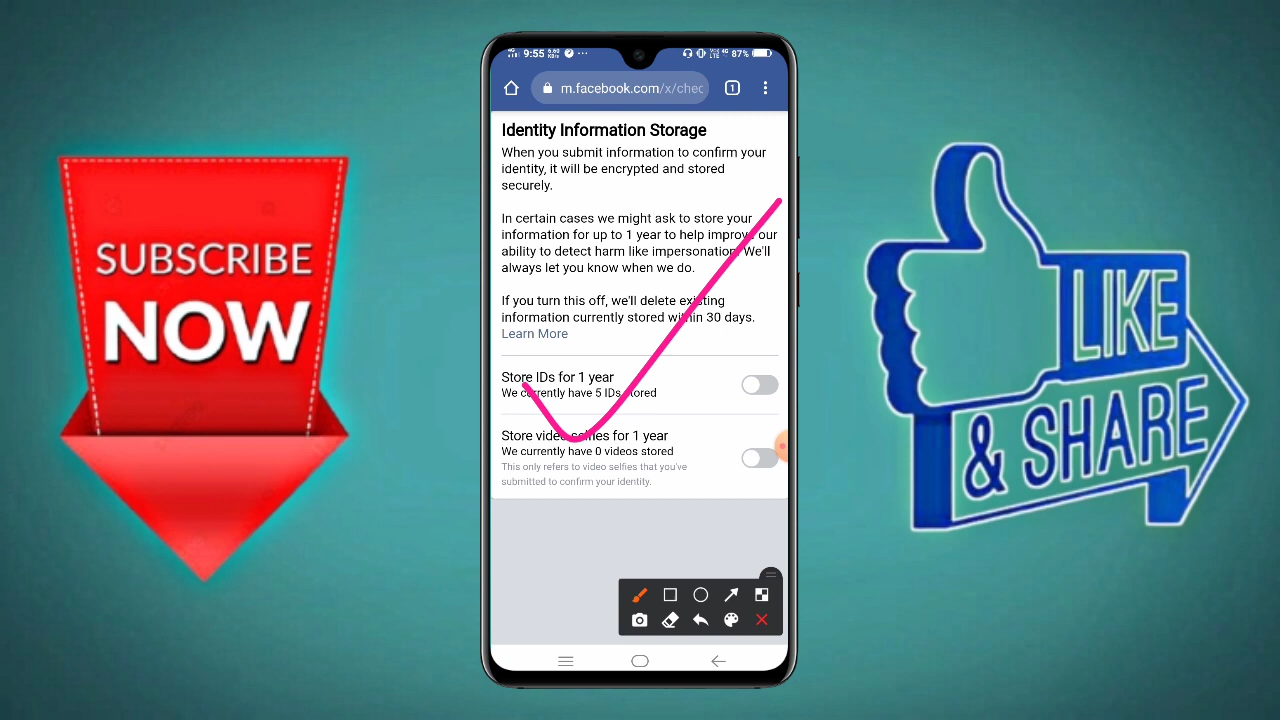 SUBSCRIBE
NOW
9:55
87%
m.facebook.com/x/chec
1
Identity Information Storage
When you submit information to confirm your
identity, it will be encrypted and stored
securely.
In certain cases we might ask to store your
information for up to 1 year to help improve our
ability to detect harm like impersonation. We'll
always let you know when we do.
If you turn this off, we'll delete existing
information currently stored within 30 days.
Learn More
Store IDs for 1 year
We currently have 5 IDs stored
Store video selfies for 1 year
We currently have 0 videos stored
This only refers to video selfies that you've
submitted to confirm your identity.
LIKE
& SHARE